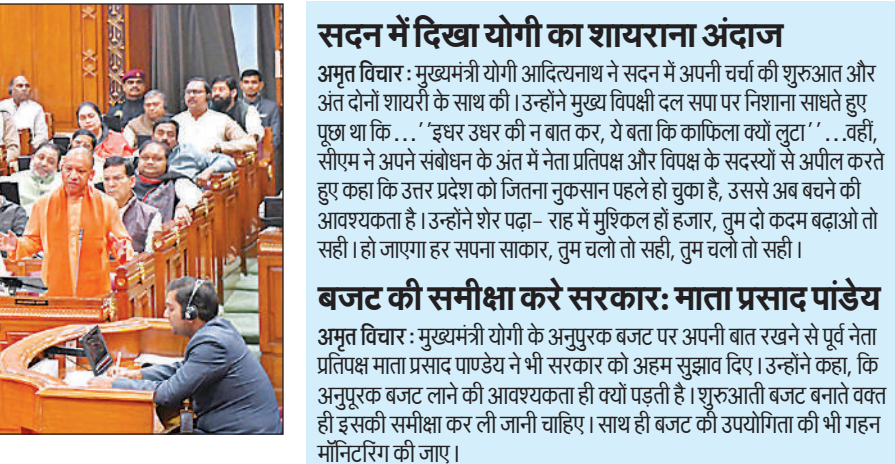 सदन में दिखा योगी का शायराना अंदाज
अमृत विचार : मुख्यमंत्री योगी आदित्यनाथ ने सदन में अपनी चर्चा की शुरुआत और
अंत दोनों शायरी के साथ की । उन्होंने मुख्य विपक्षी दल सपा पर निशाना साधते हुए
पूछा था कि . . . ' 'इधर उधर की न बात कर, ये बता कि काफिला क्यों लुटा ' ' . . . वहीं,
सीएम ने अपने संबोधन के अंत में नेता प्रतिपक्ष और विपक्ष के सदस्यों से अपील करते
हुए कहा कि उत्तर प्रदेश को जितना नुकसान पहले हो चुका है, उससे अब बचने की
आवश्यकता है । उन्होंने शेर पढ़ा– राह में मुश्किल हों हजार, तुम दो कदम बढ़ाओ तो
सही । हो जाएगा हर सपना साकार, तुम चलो तो सही, तुम चलो तो सही ।
बजट की समीक्षा करे सरकार: माता प्रसाद पांडेय
अमृत विचार : मुख्यमंत्री योगी के अनुपुरक बजट पर अपनी बात रखने से पूर्व नेता
प्रतिपक्ष माता प्रसाद पाण्डेय ने भी सरकार को अहम सुझाव दिए । उन्होंने कहा, कि
अनुपूरक बजट लाने की आवश्यकता ही क्यों पड़ती है । शुरुआती बजट बनाते वक्त
ही इसकी समीक्षा कर ली जानी चाहिए । साथ ही बजट की उपयोगिता की भी गहन
मॉनिटरिंग की जाए ।